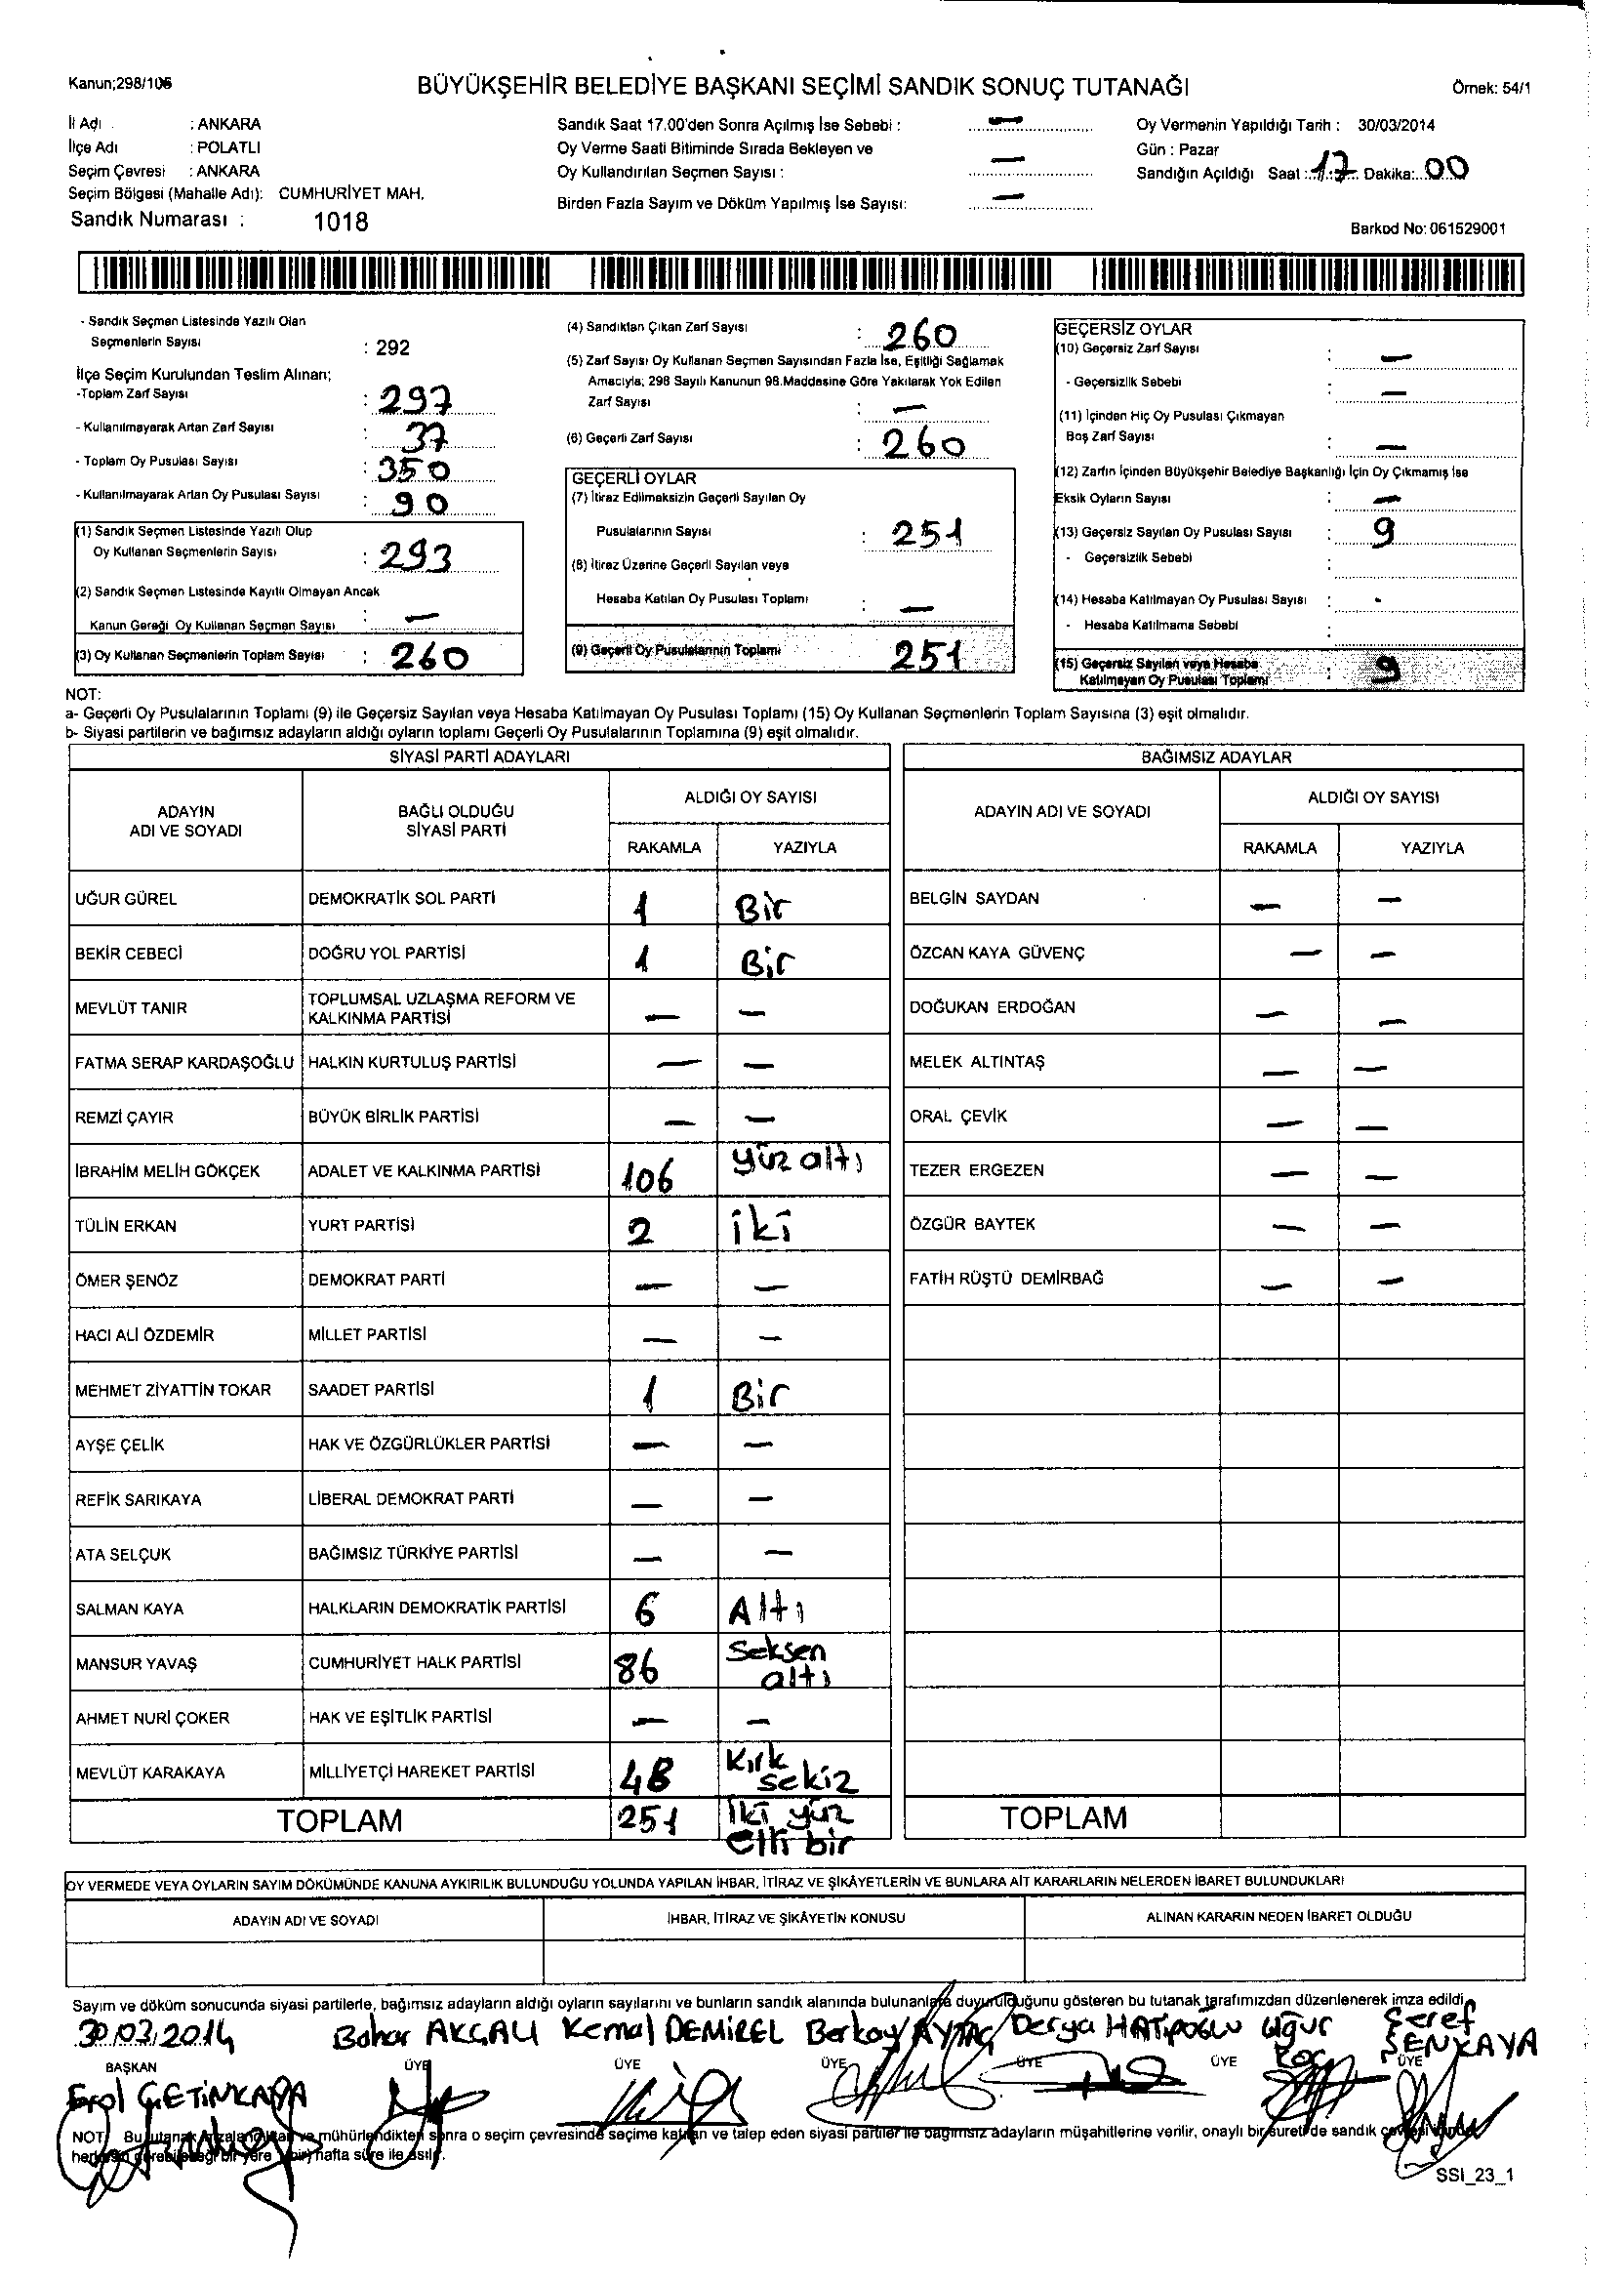 Kanun;298/106
BÜYÜKŞEHİR BELEDİYE BAŞKANI SEÇİMİ SANDIK SONUÇ TUTANAĞI
Örnek: 54/1
İl Adı : ANKARA
İlçe Adı : POLATLI
Seçim Çevresi : ANKARA
Seçim Bölgesi (Mahalle Adı): CUMHURİYET MAH.
Sandık Numarası : 1018
Sandık Saat 17.00'den Sonra Açılmış İse Sebebi : —
Oy Verme Saati Bitiminde Sırada Bekleyen ve
Oy Kullandırılan Seçmen Sayısı : —
Birden Fazla Sayım ve Döküm Yapılmış İse Sayısı: —
Oy Vermenin Yapıldığı Tarih : 30/03/2014
Gün : Pazar
Sandığın Açıldığı Saat : 17 Dakika: 00
Barkod No: 061529001
- Sandık Seçmen Listesinde Yazılı Olan
Seçmenlerin Sayısı : 292
İlçe Seçim Kurulundan Teslim Alınan;
-Toplam Zarf Sayısı : 297
- Kullanılmayarak Artan Zarf Sayısı : 37
- Toplam Oy Pusulası Sayısı : 350
- Kullanılmayarak Artan Oy Pusulası Sayısı : 90
(1) Sandık Seçmen Listesinde Yazılı Olup
Oy Kullanan Seçmenlerin Sayısı : 293
(2) Sandık Seçmen Listesinde Kayıtlı Olmayan Ancak
Kanun Gereği Oy Kullanan Seçmen Sayısı : —
(3) Oy Kullanan Seçmenlerin Toplam Sayısı : 260
(4) Sandıktan Çıkan Zarf Sayısı : 260
(5) Zarf Sayısı Oy Kullanan Seçmen Sayısından Fazla İse, Eşitliği Sağlamak
Amacıyla; 298 Sayılı Kanunun 98.Maddesine Göre Yakılarak Yok Edilen
Zarf Sayısı : —
(6) Geçerli Zarf Sayısı : 260
GEÇERLİ OYLAR
(7) İtiraz Edilmeksizin Geçerli Sayılan Oy
Pusulalarının Sayısı : 251
(8) İtiraz Üzerine Geçerli Sayılan veya
Hesaba Katılan Oy Pusulası Toplamı : —
(9) Geçerli Oy Pusulalarının Toplamı 251
GEÇERSİZ OYLAR
(10) Geçersiz Zarf Sayısı : —
- Geçersizlik Sebebi : —
(11) İçinden Hiç Oy Pusulası Çıkmayan
Boş Zarf Sayısı : —
(12) Zarfın İçinden Büyükşehir Belediye Başkanlığı İçin Oy Çıkmamış İse
Eksik Oyların Sayısı : —
(13) Geçersiz Sayılan Oy Pusulası Sayısı : 9
- Geçersizlik Sebebi :
(14) Hesaba Katılmayan Oy Pusulası Sayısı : -
- Hesaba Katılmama Sebebi :
(15) Geçersiz Sayılan veya Hesaba
Katılmayan Oy Pusulası Toplamı : 9
NOT:
a- Geçerli Oy Pusulalarının Toplamı (9) ile Geçersiz Sayılan veya Hesaba Katılmayan Oy Pusulası Toplamı (15) Oy Kullanan Seçmenlerin Toplam Sayısına (3) eşit olmalıdır.
b- Siyasi partilerin ve bağımsız adayların aldığı oyların toplamı Geçerli Oy Pusulalarının Toplamına (9) eşit olmalıdır.
SİYASİ PARTİ ADAYLARI
ADAYIN ADI VE SOYADI BAĞLI OLDUĞU SİYASİ PARTİ ALDIĞI OY SAYISI
RAKAMLA YAZIYLA
UĞUR GÜREL DEMOKRATİK SOL PARTİ 1 Bir
BEKİR CEBECİ DOĞRU YOL PARTİSİ 1 Bir
MEVLÜT TANIR TOPLUMSAL UZLAŞMA REFORM VE KALKINMA PARTİSİ — —
FATMA SERAP KARDAŞOĞLU HALKIN KURTULUŞ PARTİSİ — —
REMZİ ÇAYIR BÜYÜK BİRLİK PARTİSİ — —
İBRAHİM MELİH GÖKÇEK ADALET VE KALKINMA PARTİSİ 106 yüz altı
TÜLİN ERKAN YURT PARTİSİ 2 iki
ÖMER ŞENÖZ DEMOKRAT PARTİ — —
HACI ALİ ÖZDEMİR MİLLET PARTİSİ — —
MEHMET ZİYATTİN TOKAR SAADET PARTİSİ 1 Bir
AYŞE ÇELİK HAK VE ÖZGÜRLÜKLER PARTİSİ — —
REFİK SARIKAYA LİBERAL DEMOKRAT PARTİ — —
ATA SELÇUK BAĞIMSIZ TÜRKİYE PARTİSİ — —
SALMAN KAYA HALKLARIN DEMOKRATİK PARTİSİ 6 Altı
MANSUR YAVAŞ CUMHURİYET HALK PARTİSİ 86 Seksen altı
AHMET NURİ ÇOKER HAK VE EŞİTLİK PARTİSİ — —
MEVLÜT KARAKAYA MİLLİYETÇİ HAREKET PARTİSİ 48 Kırk sekiz
TOPLAM 251 İki yüz elli bir
BAĞIMSIZ ADAYLAR
ADAYIN ADI VE SOYADI ALDIĞI OY SAYISI
RAKAMLA YAZIYLA
BELGİN SAYDAN — —
ÖZCAN KAYA GÜVENÇ — —
DOĞUKAN ERDOĞAN — —
MELEK ALTINTAŞ — —
ORAL ÇEVİK — —
TEZER ERGEZEN — —
ÖZGÜR BAYTEK — —
FATİH RÜŞTÜ DEMİRBAĞ — —
TOPLAM
OY VERMEDE VEYA OYLARIN SAYIM DÖKÜMÜNDE KANUNA AYKIRILIK BULUNDUĞU YOLUNDA YAPILAN İHBAR, İTİRAZ VE ŞİKÂYETLERİN VE BUNLARA AİT KARARLARIN NELERDEN İBARET BULUNDUKLARI
ADAYIN ADI VE SOYADI İHBAR, İTİRAZ VE ŞİKÂYETİN KONUSU ALINAN KARARIN NEDEN İBARET OLDUĞU
Sayım ve döküm sonucunda siyasi partilerle, bağımsız adayların aldığı oyların sayılarını ve bunların sandık alanında bulunanlara duyurulduğunu gösteren bu tutanak tarafımızdan düzenlenerek imza edildi.
30.03.2014 Bahar AKÇALI Kemal DEMİREL Berkay AYTAÇ Derya HATİPOĞLU Uğur Koç Şeref ŞENKAYA
BAŞKAN ÜYE ÜYE ÜYE ÜYE ÜYE ÜYE
Erol ÇETİNKAYA
NOT: Bu tutanak imzalandıktan ve mühürlendikten sonra o seçim çevresinde seçime katılan ve talep eden siyasi partiler ile bağımsız adayların müşahitlerine verilir, onaylı bir sureti de sandık çevresinde
herkesin görebileceği bir yere (bir) hafta süre ile asılır.
SSI_23_1